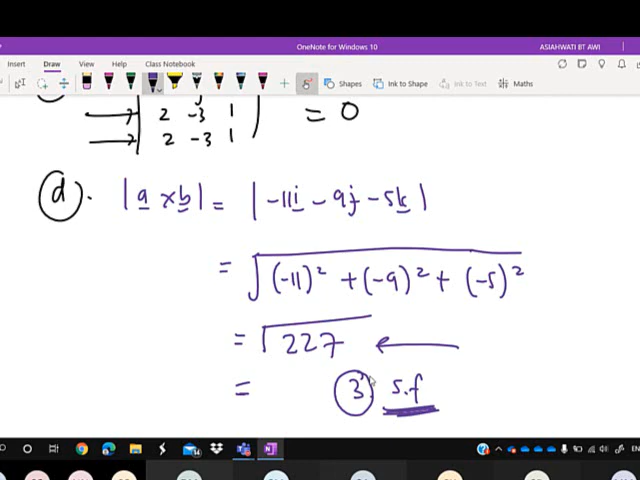 OneNote for Windows 10
ASIAHWATI BT AWI
Insert Draw View Help Class Notebook
Shapes Ink to Shape Ink to Text Maths
2 -3 1 = 0
2 -3 1
(d). |a × b| = |-11i - 9j - 5k|
= √(-11)² + (-9)² + (-5)²
= √227 ←
= 3 s.f